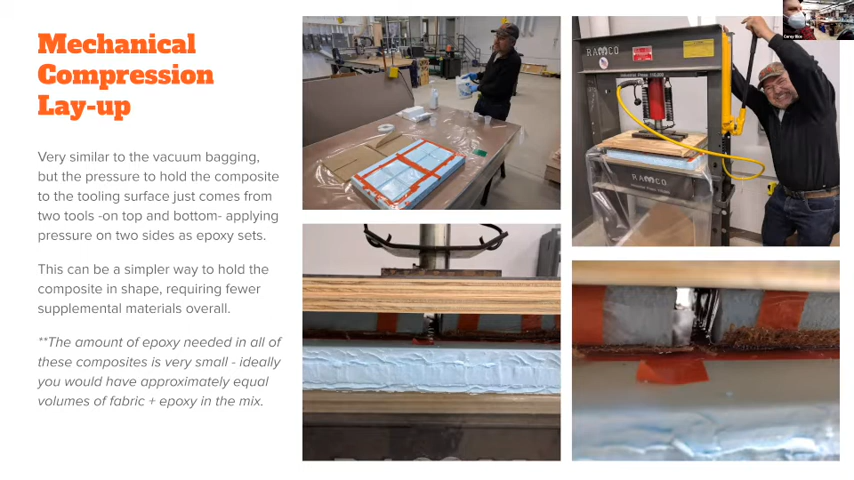 Mechanical
Compression
Lay-up
Very similar to the vacuum bagging,
but the pressure to hold the composite
to the tooling surface just comes from
two tools -on top and bottom- applying
pressure on two sides as epoxy sets.
This can be a simpler way to hold the
composite in shape, requiring fewer
supplemental materials overall.
**The amount of epoxy needed in all of
these composites is very small - ideally
you would have approximately equal
volumes of fabric + epoxy in the mix.
RAMCO
RAMCO